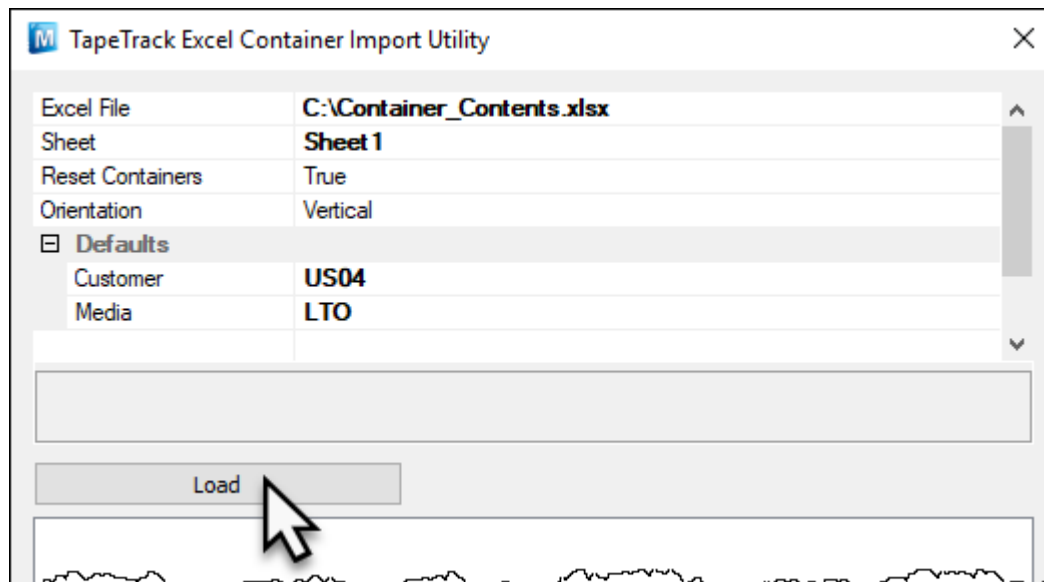 M TapeTrack Excel Container Import Utility
Excel File C:\Container_Contents.xlsx
Sheet Sheet1
Reset Containers True
Orientation Vertical
Defaults
Customer US04
Media LTO
Load